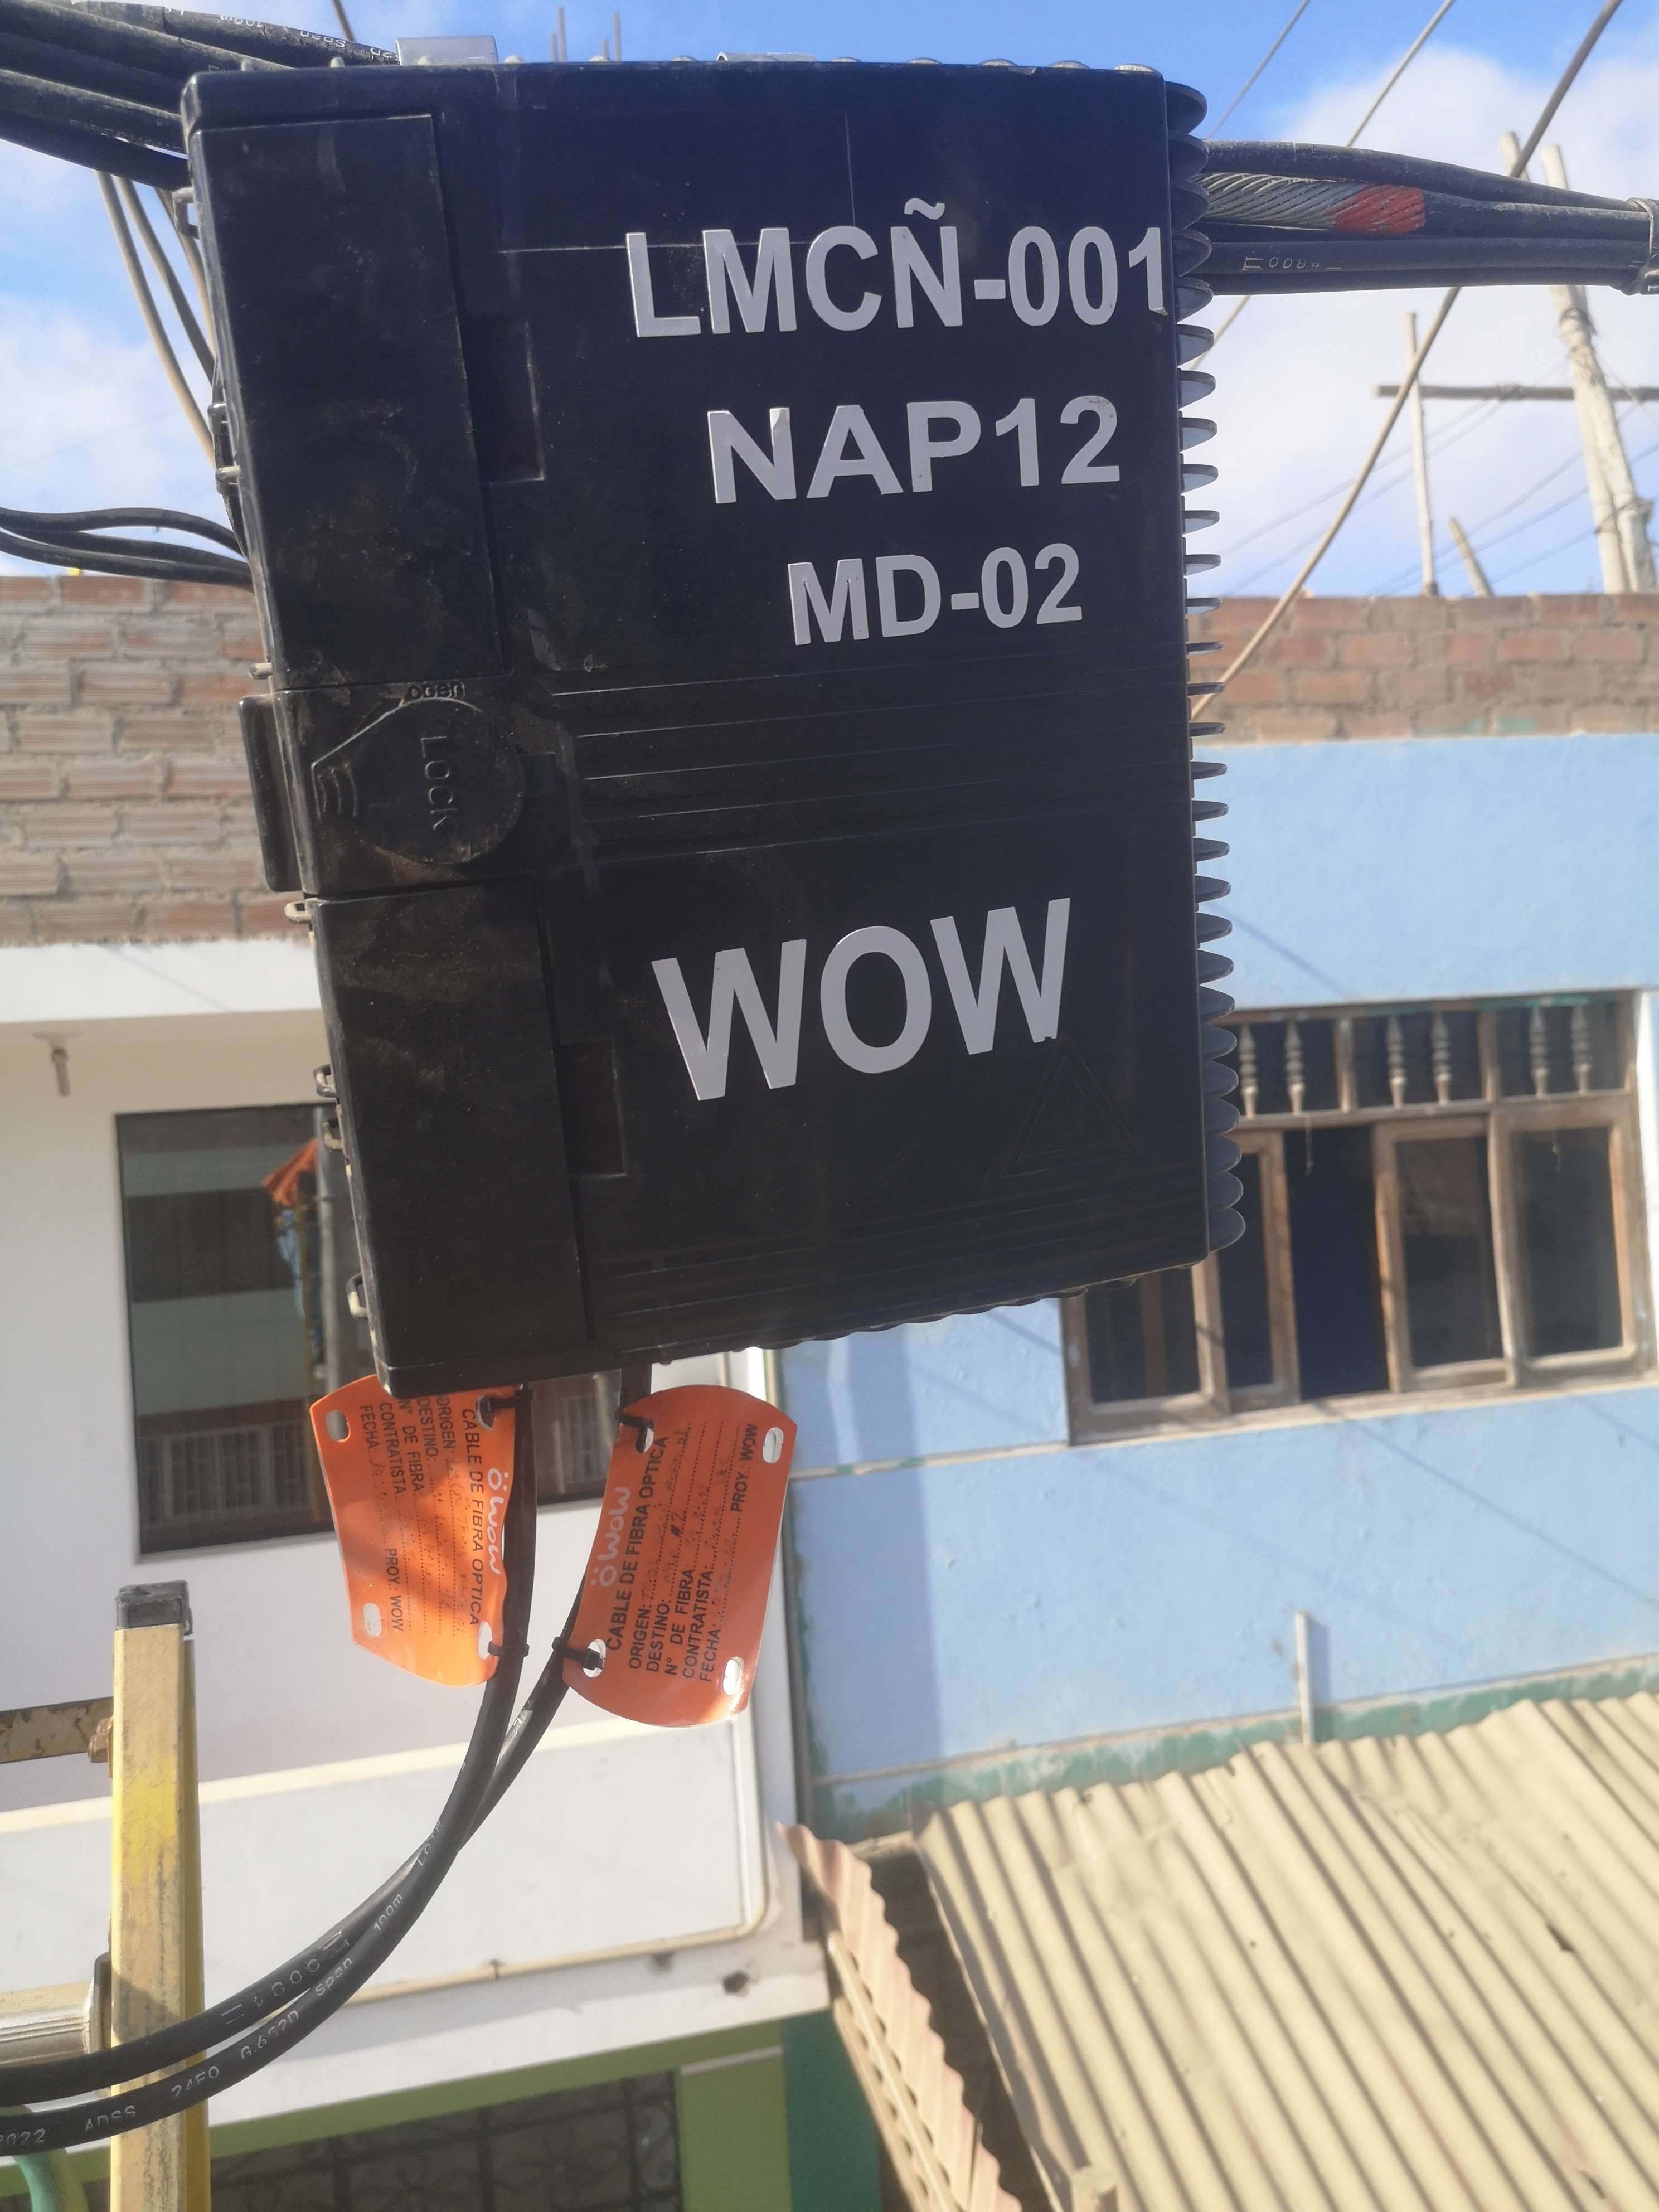 LMCÑ-001
NAP12
MD-02
open
LOCK
WOW
wow
CABLE DE FIBRA OPTICA
ORIGEN:
DESTINO:
N° DE FIBRA
CONTRATISTA
FECHA:
PROY: WOW
wow
CABLE DE FIBRA OPTICA
ORIGEN:
DESTINO:
N° DE FIBRA:
CONTRATISTA:
FECHA:
PROY: WOW
100m
2022 ADSS 24FO G.652D Span